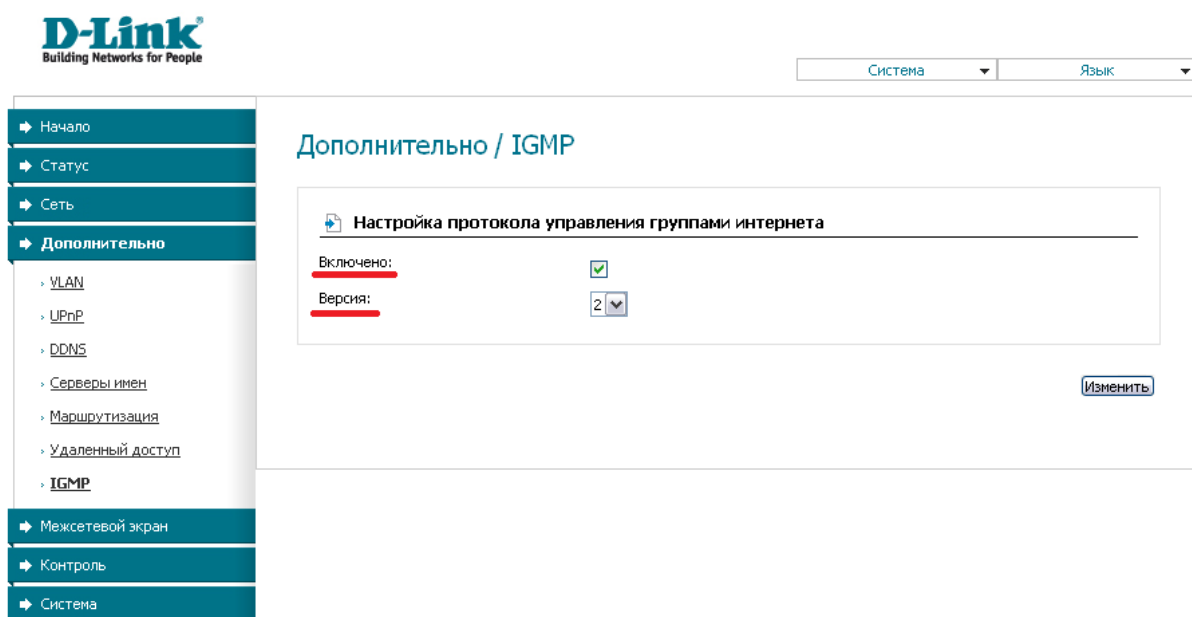 D-Link
Building Networks for People
Система
Язык
Начало
Статус
Сеть
Дополнительно
VLAN
UPnP
DDNS
Серверы имен
Маршрутизация
Удаленный доступ
IGMP
Межсетевой экран
Контроль
Система
Дополнительно / IGMP
Настройка протокола управления группами интернета
Включено:
Версия:
2
Изменить